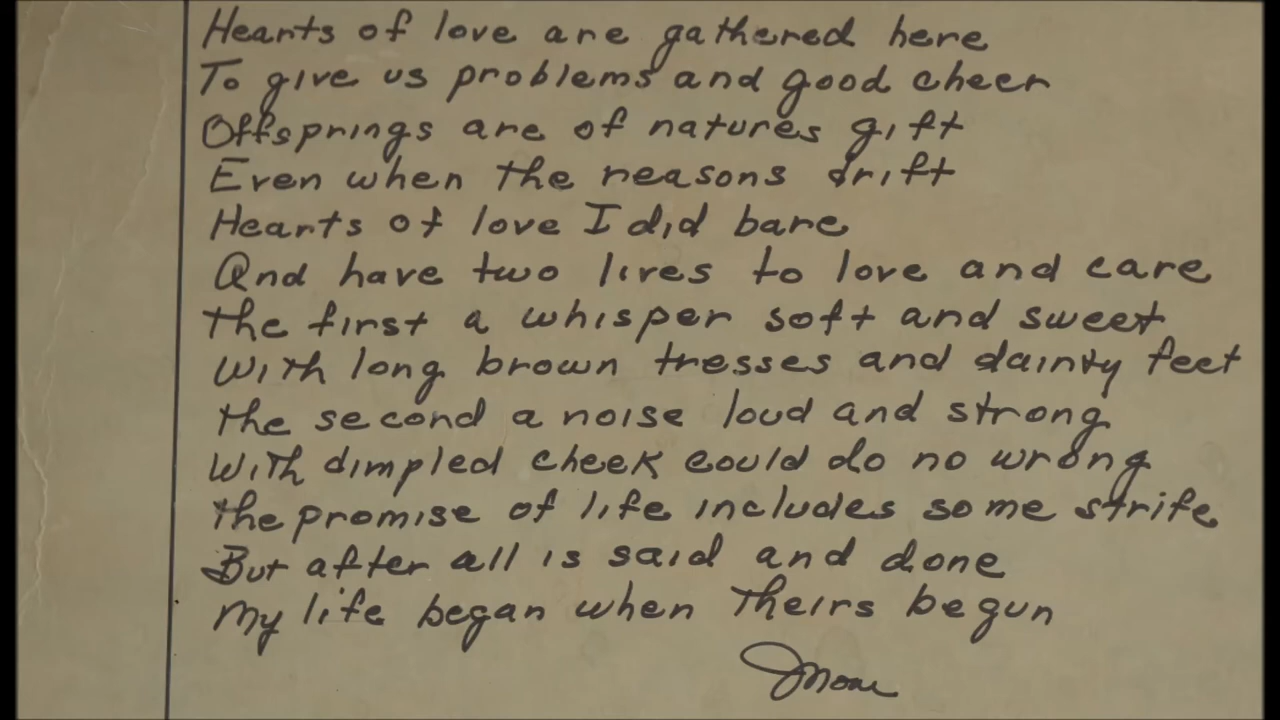 Hearts of love are gathered here
To give us problems and good cheer
Offsprings are of natures gift
Even when the reasons drift
Hearts of love I did bare
And have two lives to love and care
the first a whisper soft and sweet
With long brown tresses and dainty feet
the second a noise loud and strong
With dimpled cheek could do no wrong
the promise of life includes some strife
But after all is said and done
My life began when Theirs begun